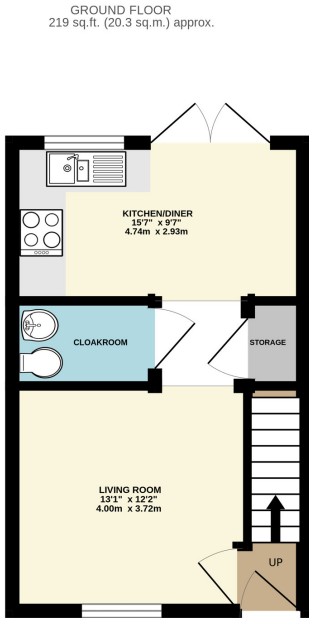 GROUND FLOOR
219 sq.ft. (20.3 sq.m.) approx.
KITCHEN/DINER
15'7" x 9'7"
4.74m x 2.93m
CLOAKROOM
STORAGE
LIVING ROOM
13'1" x 12'2"
4.00m x 3.72m
UP